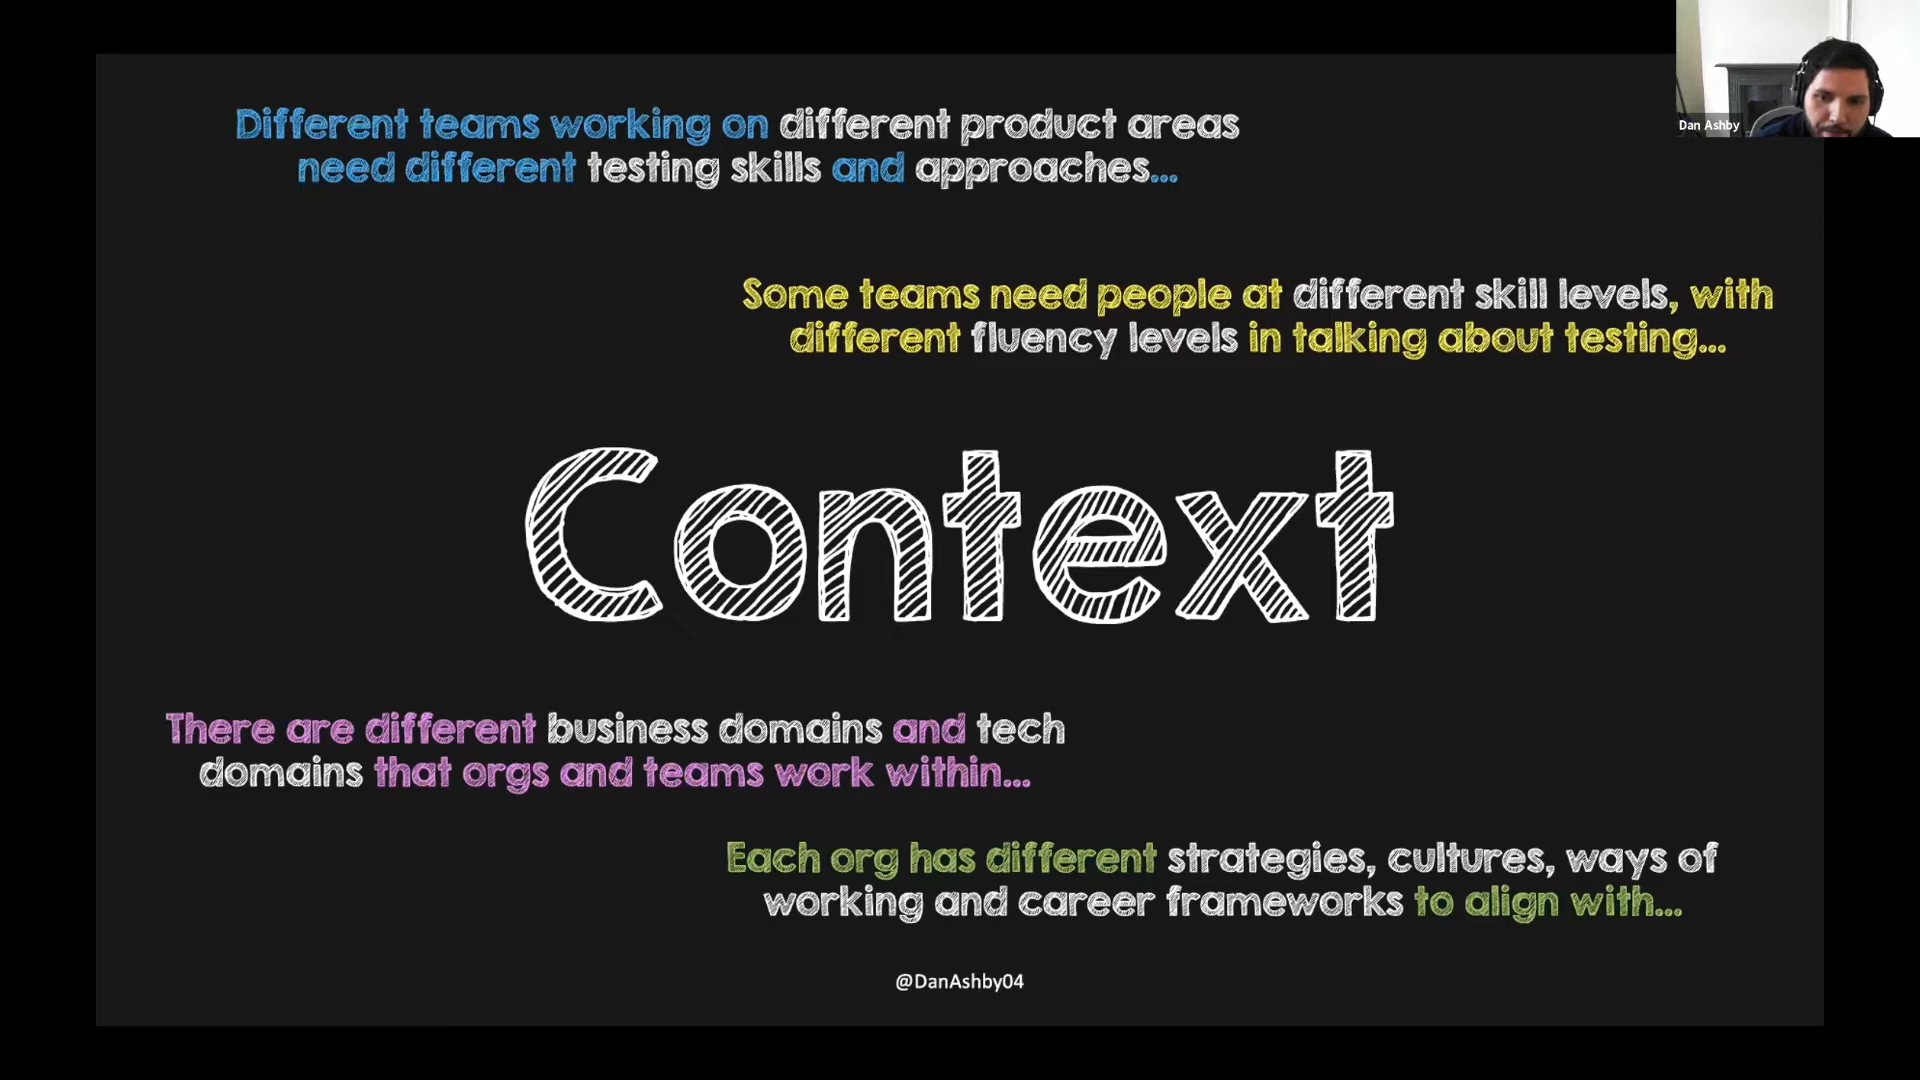 Different teams working on different product areas
need different testing skills and approaches...
Dan Ashby
Some teams need people at different skill levels, with
different fluency levels in talking about testing...
Context
There are different business domains and tech
domains that orgs and teams work within...
Each org has different strategies, cultures, ways of
working and career frameworks to align with...
@DanAshby04